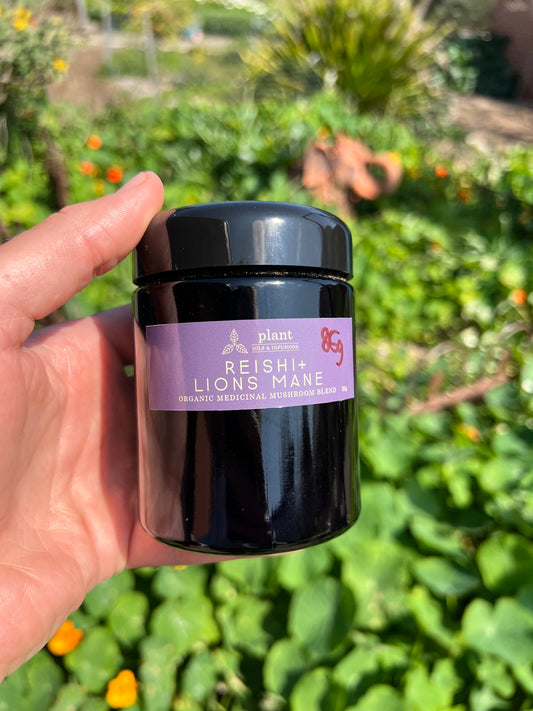 plant
OILS & INFUSIONS
REISHI+
LIONS MANE
ORGANIC MEDICINAL MUSHROOM BLEND